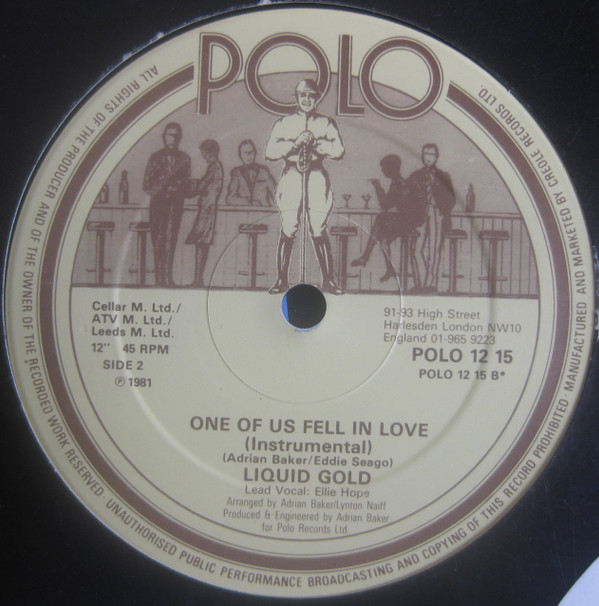 POLO
ALL RIGHTS OF THE PRODUCER AND OF THE OWNER OF THE RECORDED WORK RESERVED · UNAUTHORISED PUBLIC PERFORMANCE BROADCASTING AND COPYING OF THIS RECORD PROHIBITED · MANUFACTURED AND MARKETED BY CREOLE RECORDS LTD.
Cellar M. Ltd./
ATV M. Ltd./
Leeds M. Ltd.
12'' 45 RPM
SIDE 2
℗ 1981
91-93 High Street
Harlesden London NW10
England 01-965 9223
POLO 12 15
POLO 12 15 B*
ONE OF US FELL IN LOVE
(Instrumental)
(Adrian Baker/Eddie Seago)
LIQUID GOLD
Lead Vocal: Ellie Hope
Arranged by Adrian Baker/Lynton Naiff
Produced & Engineered by Adrian Baker
for Polo Records Ltd